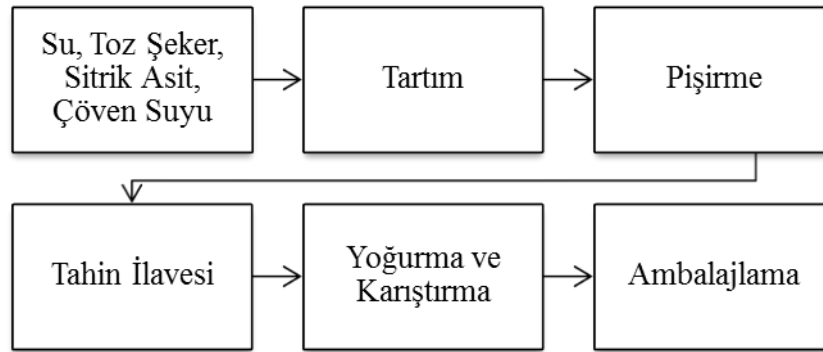 Su, Toz Şeker,
Sitrik Asit,
Çöven Suyu
Tartım
Pişirme
Tahin İlavesi
Yoğurma ve
Karıştırma
Ambalajlama